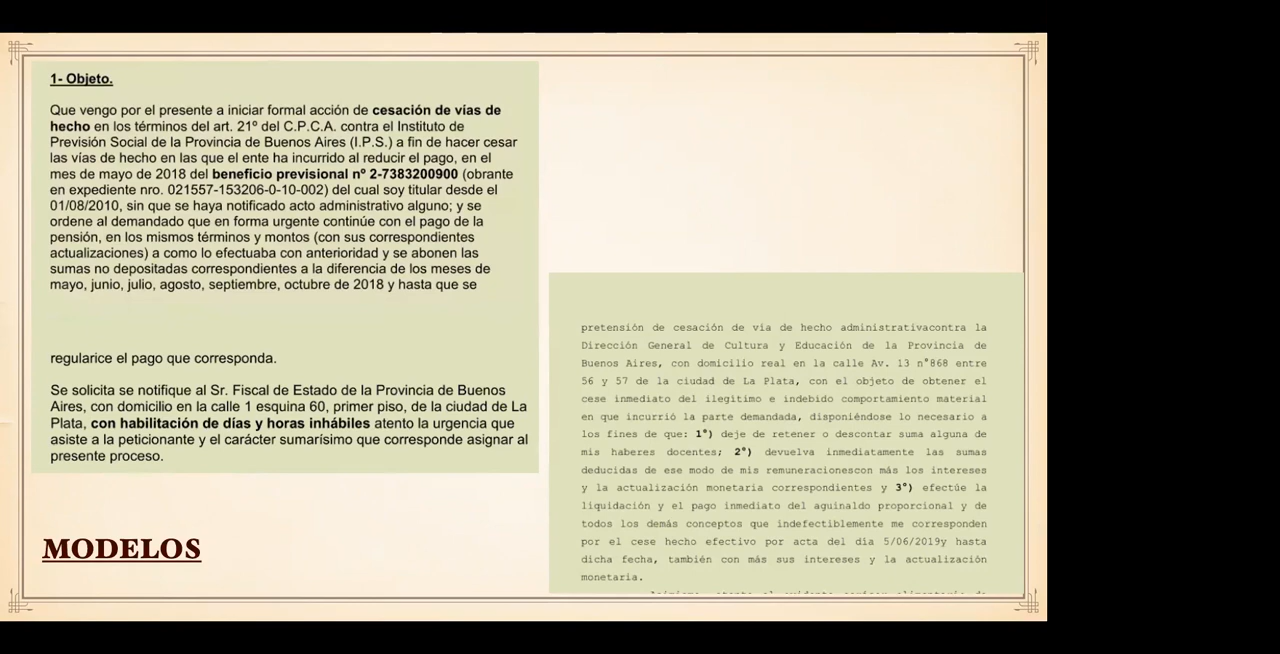 1- Objeto.
Que vengo por el presente a iniciar formal acción de cesación de vías de
hecho en los términos del art. 21º del C.P.C.A. contra el Instituto de
Previsión Social de la Provincia de Buenos Aires (I.P.S.) a fin de hacer cesar
las vías de hecho en las que el ente ha incurrido al reducir el pago, en el
mes de mayo de 2018 del beneficio previsional nº 2-7383200900 (obrante
en expediente nro. 021557-153206-0-10-002) del cual soy titular desde el
01/08/2010, sin que se haya notificado acto administrativo alguno; y se
ordene al demandado que en forma urgente continúe con el pago de la
pensión, en los mismos términos y montos (con sus correspondientes
actualizaciones) a como lo efectuaba con anterioridad y se abonen las
sumas no depositadas correspondientes a la diferencia de los meses de
mayo, junio, julio, agosto, septiembre, octubre de 2018 y hasta que se
regularice el pago que corresponda.
Se solicita se notifique al Sr. Fiscal de Estado de la Provincia de Buenos
Aires, con domicilio en la calle 1 esquina 60, primer piso, de la ciudad de La
Plata, con habilitación de días y horas inhábiles atento la urgencia que
asiste a la peticionante y el carácter sumarísimo que corresponde asignar al
presente proceso.
MODELOS
pretensión de cesación de vía de hecho administrativacontra la
Dirección General de Cultura y Educación de la Provincia de
Buenos Aires, con domicilio real en la calle Av. 13 n°868 entre
56 y 57 de la ciudad de La Plata, con el objeto de obtener el
cese inmediato del ilegítimo e indebido comportamiento material
en que incurrió la parte demandada, disponiéndose lo necesario a
los fines de que: 1°) deje de retener o descontar suma alguna de
mis haberes docentes; 2°) devuelva inmediatamente las sumas
deducidas de ese modo de mis remuneracionescon más los intereses
y la actualización monetaria correspondientes y 3°) efectúe la
liquidación y el pago inmediato del aguinaldo proporcional y de
todos los demás conceptos que indefectiblemente me corresponden
por el cese hecho efectivo por acta del día 5/06/2019y hasta
dicha fecha, también con más sus intereses y la actualización
monetaria.